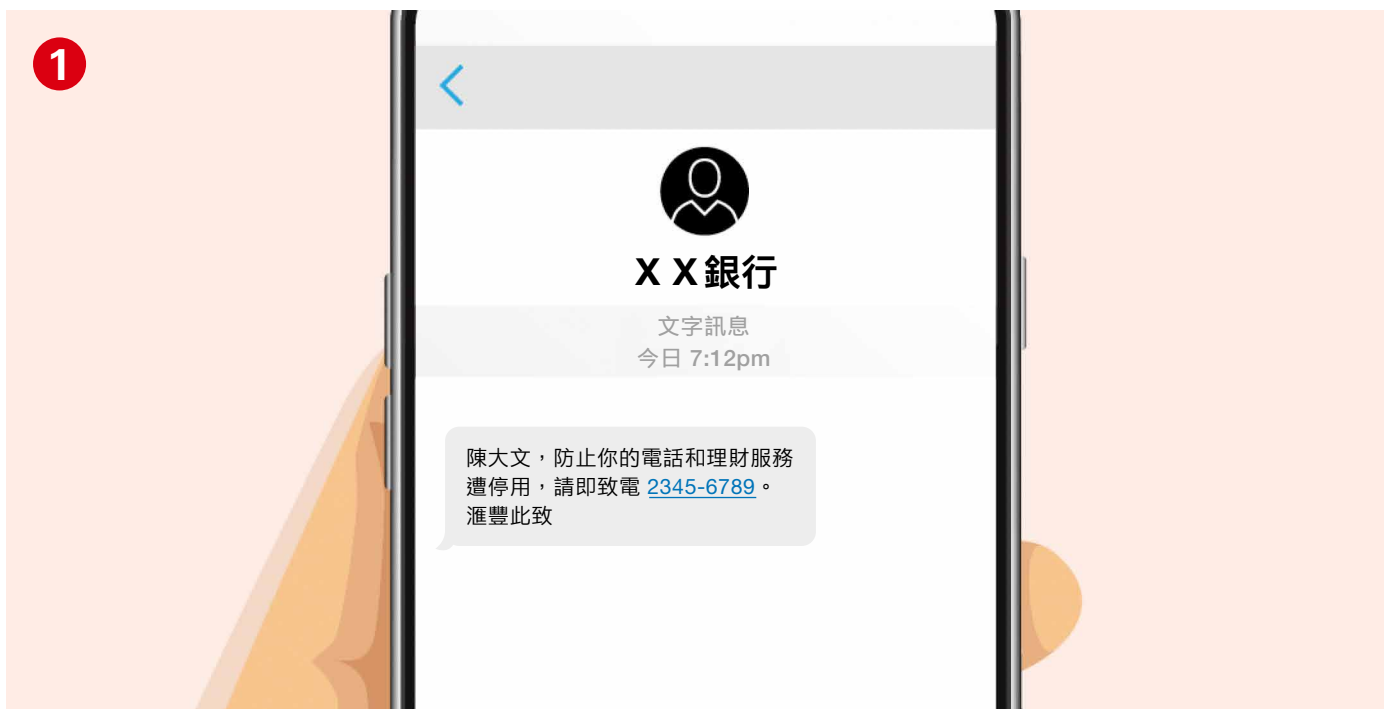 1
X X銀行
文字訊息
今日 7:12pm
陳大文，防止你的電話和理財服務
遭停用，請即致電 2345-6789。
滙豐此致